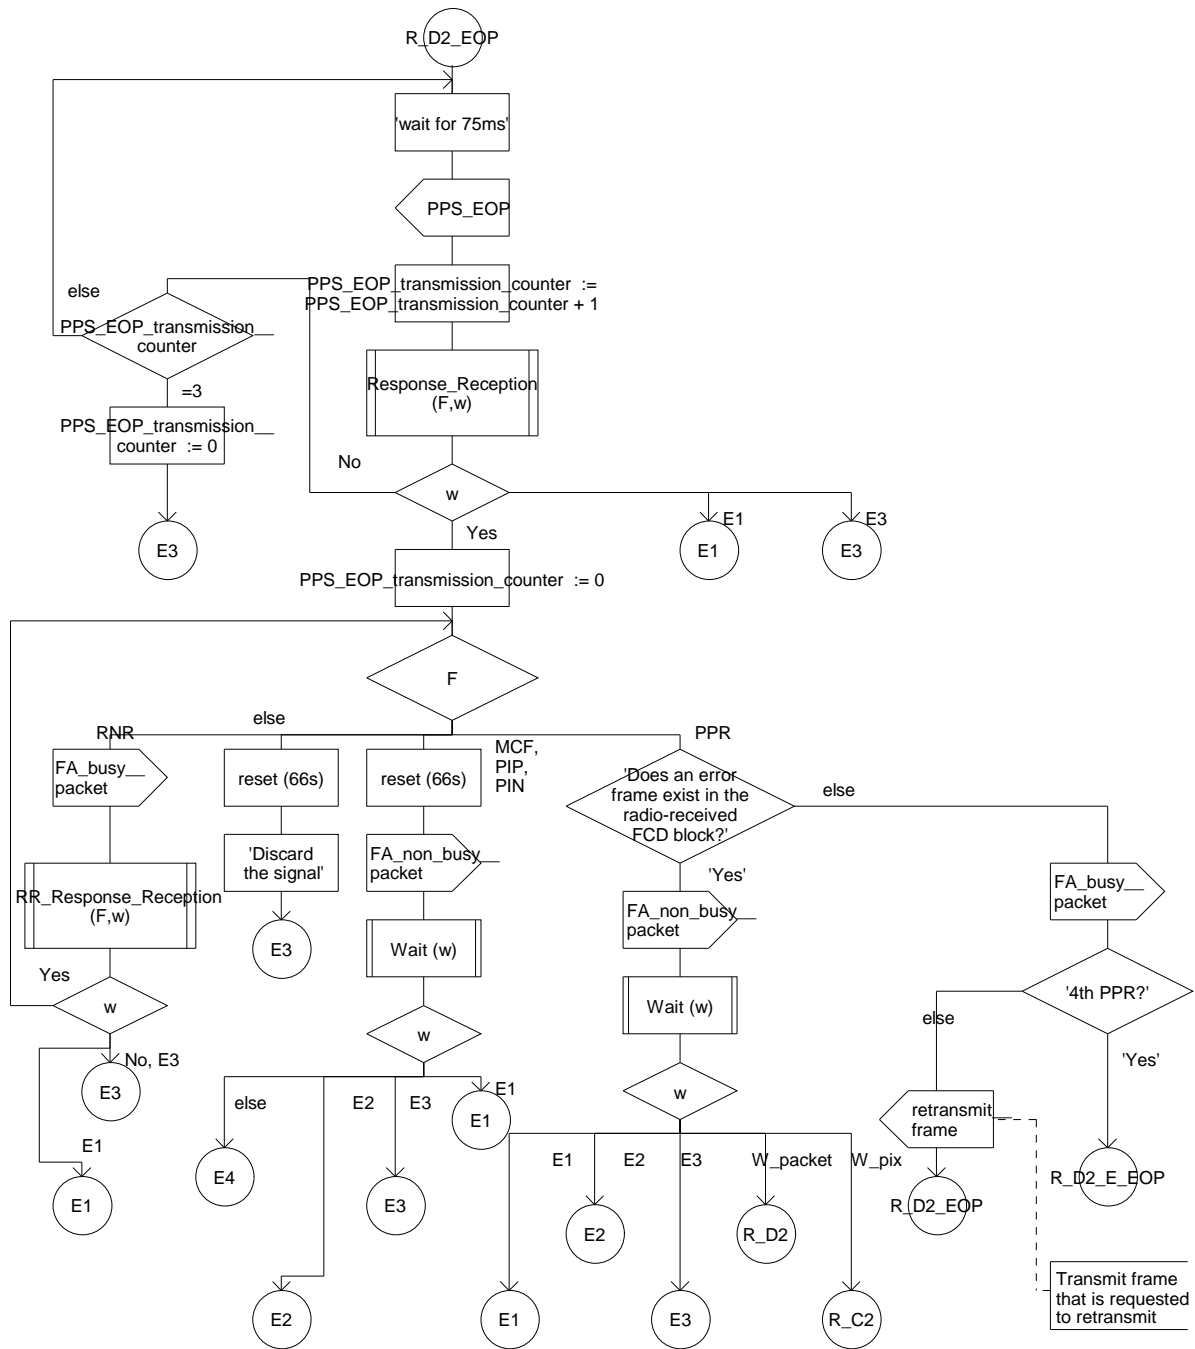 R_D2_EOP
'wait for 75ms'
PPS_EOP
PPS_EOP_transmission_counter :=
PPS_EOP_transmission_counter + 1
else
PPS_EOP_transmission__
counter
Response_Reception
(F,w)
=3
PPS_EOP_transmission__
counter := 0
No
w
E1
E3
Yes
E3
E1
E3
PPS_EOP_transmission_counter := 0
F
RNR
else
MCF,
PIP,
PIN
PPR
FA_busy__
packet
reset (66s)
reset (66s)
'Does an error
frame exist in the
radio-received
FCD block?'
else
'Discard
the signal'
FA_non_busy__
packet
'Yes'
FA_busy__
packet
RR_Response_Reception
(F,w)
FA_non_busy__
packet
E3
Wait (w)
Yes
w
Wait (w)
'4th PPR?'
else
w
No, E3
'Yes'
E3
else
E2
E3
E1
E1
w
retransmit__
frame
E1
E1
E2
E3
W_packet
W_pix
E4
E1
E3
R_D2_EOP
R_D2_E_EOP
E2
R_D2
Transmit frame
that is requested
to retransmit
E2
E1
E3
R_C2